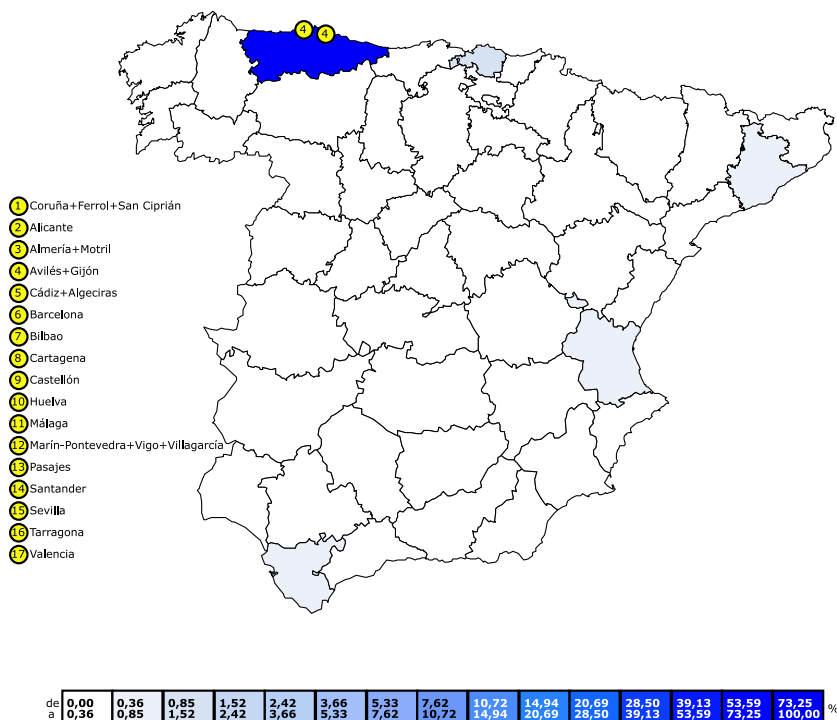 4 4
1 Coruña+Ferrol+San Ciprián
2 Alicante
3 Almería+Motril
4 Avilés+Gijón
5 Cádiz+Algeciras
6 Barcelona
7 Bilbao
8 Cartagena
9 Castellón
10 Huelva
11 Málaga
12 Marín-Pontevedra+Vigo+Villagarcía
13 Pasajes
14 Santander
15 Sevilla
16 Tarragona
17 Valencia
de 0,00 0,36 0,85 1,52 2,42 3,66 5,33 7,62 10,72 14,94 20,69 28,50 39,13 53,59 73,25
a 0,36 0,85 1,52 2,42 3,66 5,33 7,62 10,72 14,94 20,69 28,50 39,13 53,59 73,25 100,00 %